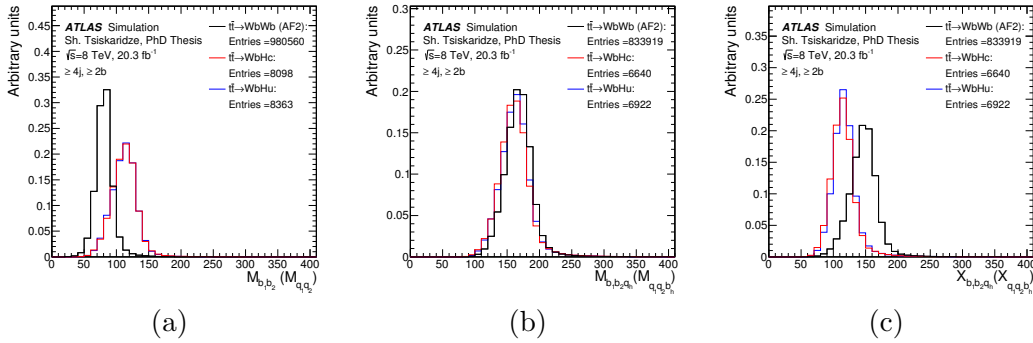 Arbitrary units
ATLAS Simulation
Sh. Tsiskaridze, PhD Thesis
√s=8 TeV, 20.3 fb⁻¹
≥ 4j, ≥ 2b
tt̄→WbWb (AF2):
Entries =980560
tt̄→WbHc:
Entries =8098
tt̄→WbHu:
Entries =8363
0.45
0.4
0.35
0.3
0.25
0.2
0.15
0.1
0.05
0
0 50 100 150 200 250 300 350 400
M_{b₁b₂} (M_{q₁q₂})
(a)
Arbitrary units
ATLAS Simulation
Sh. Tsiskaridze, PhD Thesis
√s=8 TeV, 20.3 fb⁻¹
≥ 4j, ≥ 2b
tt̄→WbWb (AF2):
Entries =833919
tt̄→WbHc:
Entries =6640
tt̄→WbHu:
Entries =6922
0.3
0.25
0.2
0.15
0.1
0.05
0
0 50 100 150 200 250 300 350 400
M_{b₁b₂qₕ}(M_{q₁q₂bₕ})
(b)
Arbitrary units
ATLAS Simulation
Sh. Tsiskaridze, PhD Thesis
√s=8 TeV, 20.3 fb⁻¹
≥ 4j, ≥ 2b
tt̄→WbWb (AF2):
Entries =833919
tt̄→WbHc:
Entries =6640
tt̄→WbHu:
Entries =6922
0.4
0.35
0.3
0.25
0.2
0.15
0.1
0.05
0
0 50 100 150 200 250 300 350 400
X_{b₁b₂qₕ}(X_{q₁q₂bₕ})
(c)